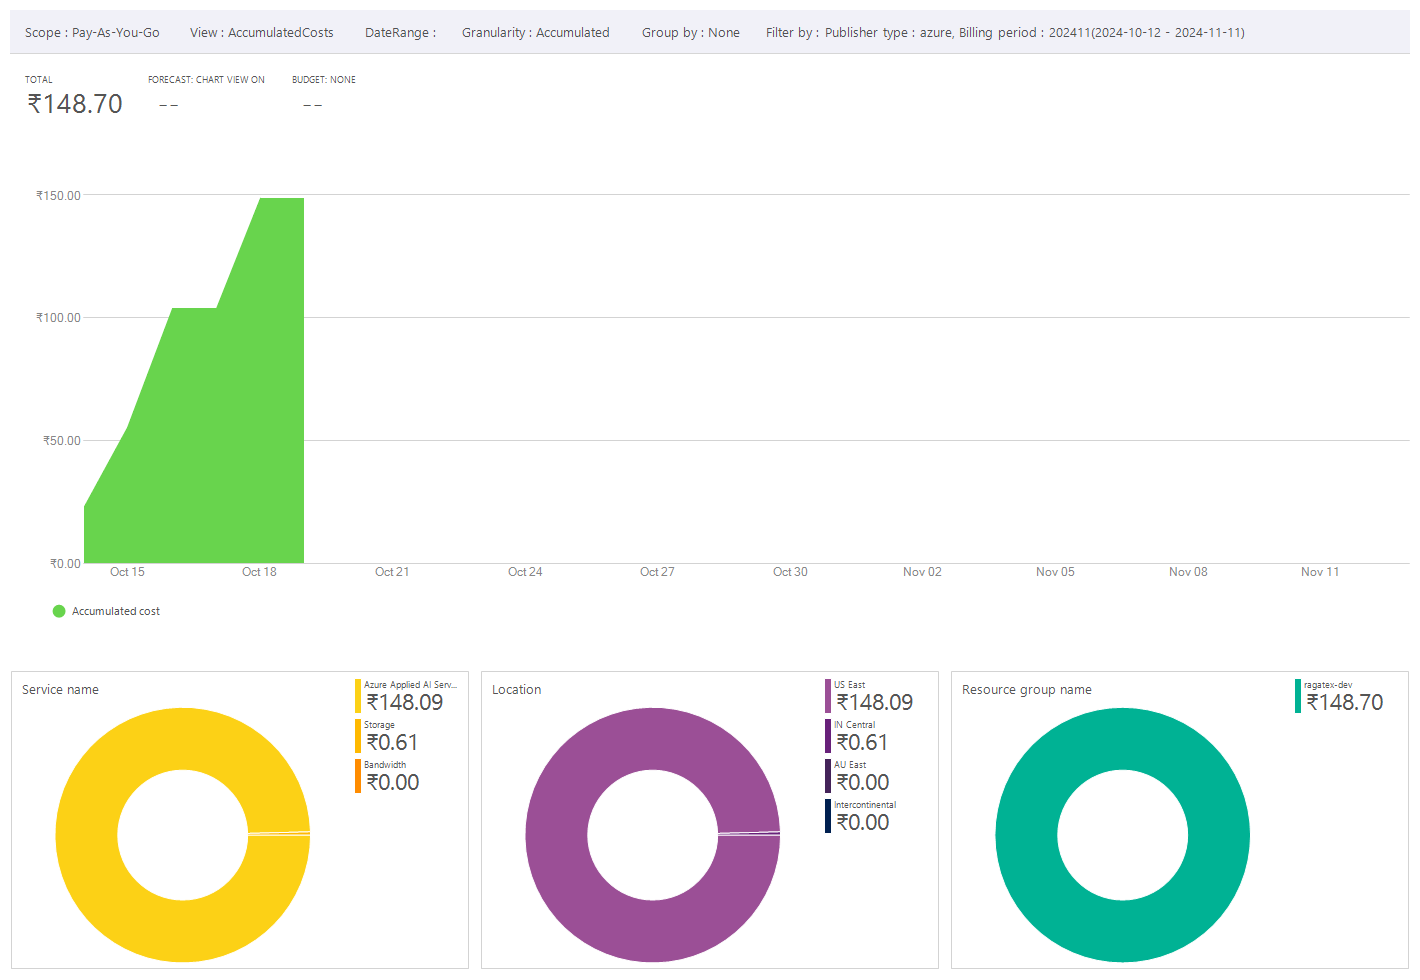 Scope : Pay-As-You-Go View : AccumulatedCosts DateRange : Granularity : Accumulated Group by : None Filter by : Publisher type : azure, Billing period : 202411(2024-10-12 - 2024-11-11)
TOTAL FORECAST: CHART VIEW ON BUDGET: NONE
₹148.70 -- --
₹150.00
₹100.00
₹50.00
₹0.00
Oct 15 Oct 18 Oct 21 Oct 24 Oct 27 Oct 30 Nov 02 Nov 05 Nov 08 Nov 11
Accumulated cost
Service name
Azure Applied AI Serv...
₹148.09
Storage
₹0.61
Bandwidth
₹0.00
Location
US East
₹148.09
IN Central
₹0.61
AU East
₹0.00
Intercontinental
₹0.00
Resource group name
ragatex-dev
₹148.70